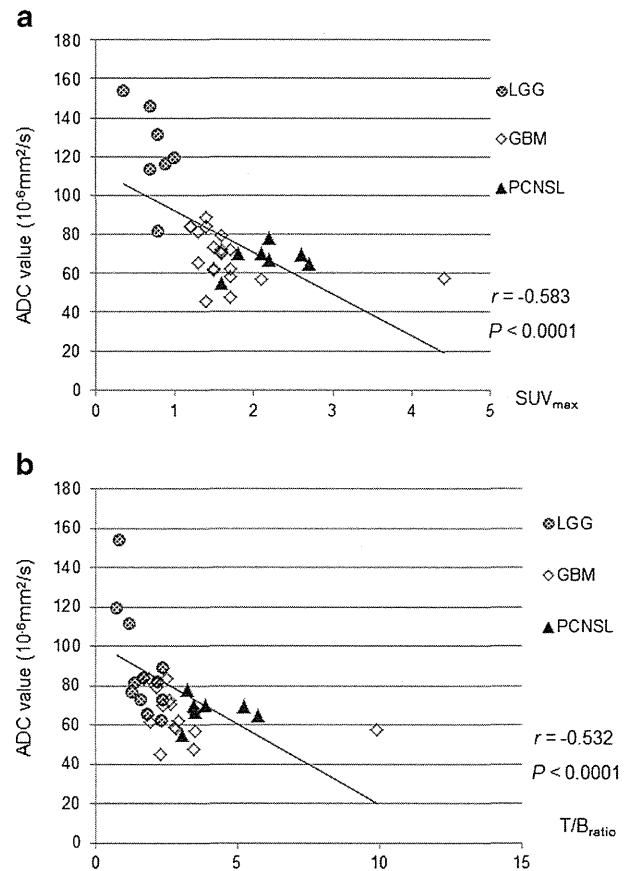 a
180
160
140
120
100
80
60
40
20
0
ADC value (10⁻⁶mm²/s)
0 1 2 3 4 5
SUVmax
LGG
GBM
PCNSL
r = -0.583
P < 0.0001
b
180
160
140
120
100
80
60
40
20
0
ADC value (10⁻⁶mm²/s)
0 5 10 15
T/Bratio
LGG
GBM
PCNSL
r = -0.532
P < 0.0001